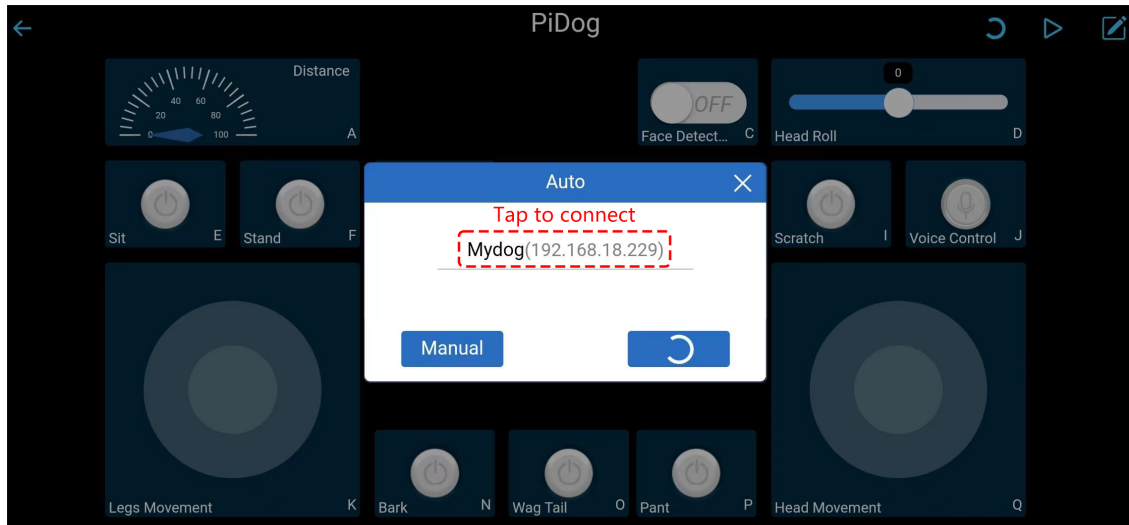 PiDog
Distance
40 60
20 80
0 100
A
OFF
Face Detect... C
0
Head Roll D
Auto
Tap to connect
Mydog(192.168.18.229)
Manual
Sit E
Stand F
Scratch I
Voice Control J
Legs Movement K
Bark N
Wag Tail O
Pant P
Head Movement Q